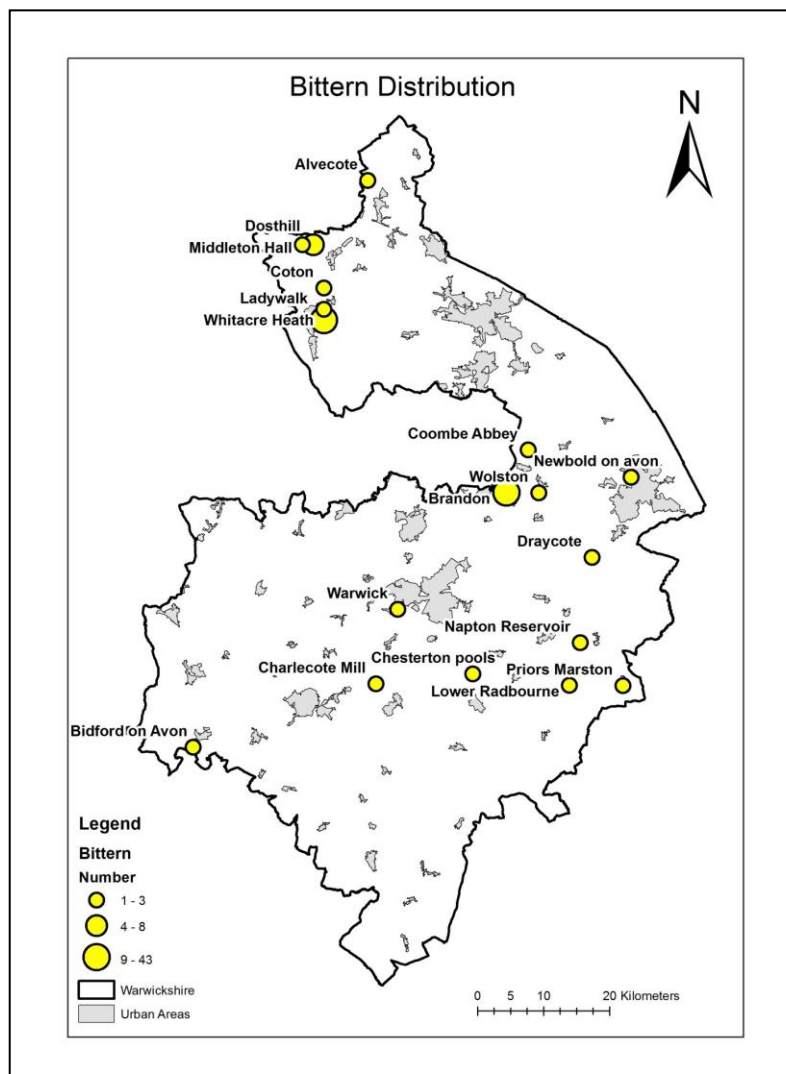 Bittern Distribution
N
Alvecote
Dosthill
Middleton Hall
Coton
Ladywalk
Whitacre Heath
Coombe Abbey
Newbold on avon
Wolston
Brandon
Draycote
Warwick
Napton Reservoir
Chesterton pools
Priors Marston
Charlecote Mill
Lower Radbourne
Bidford on Avon
Legend
Bittern
Number
1 - 3
4 - 8
9 - 43
Warwickshire
Urban Areas
0 5 10 20 Kilometers